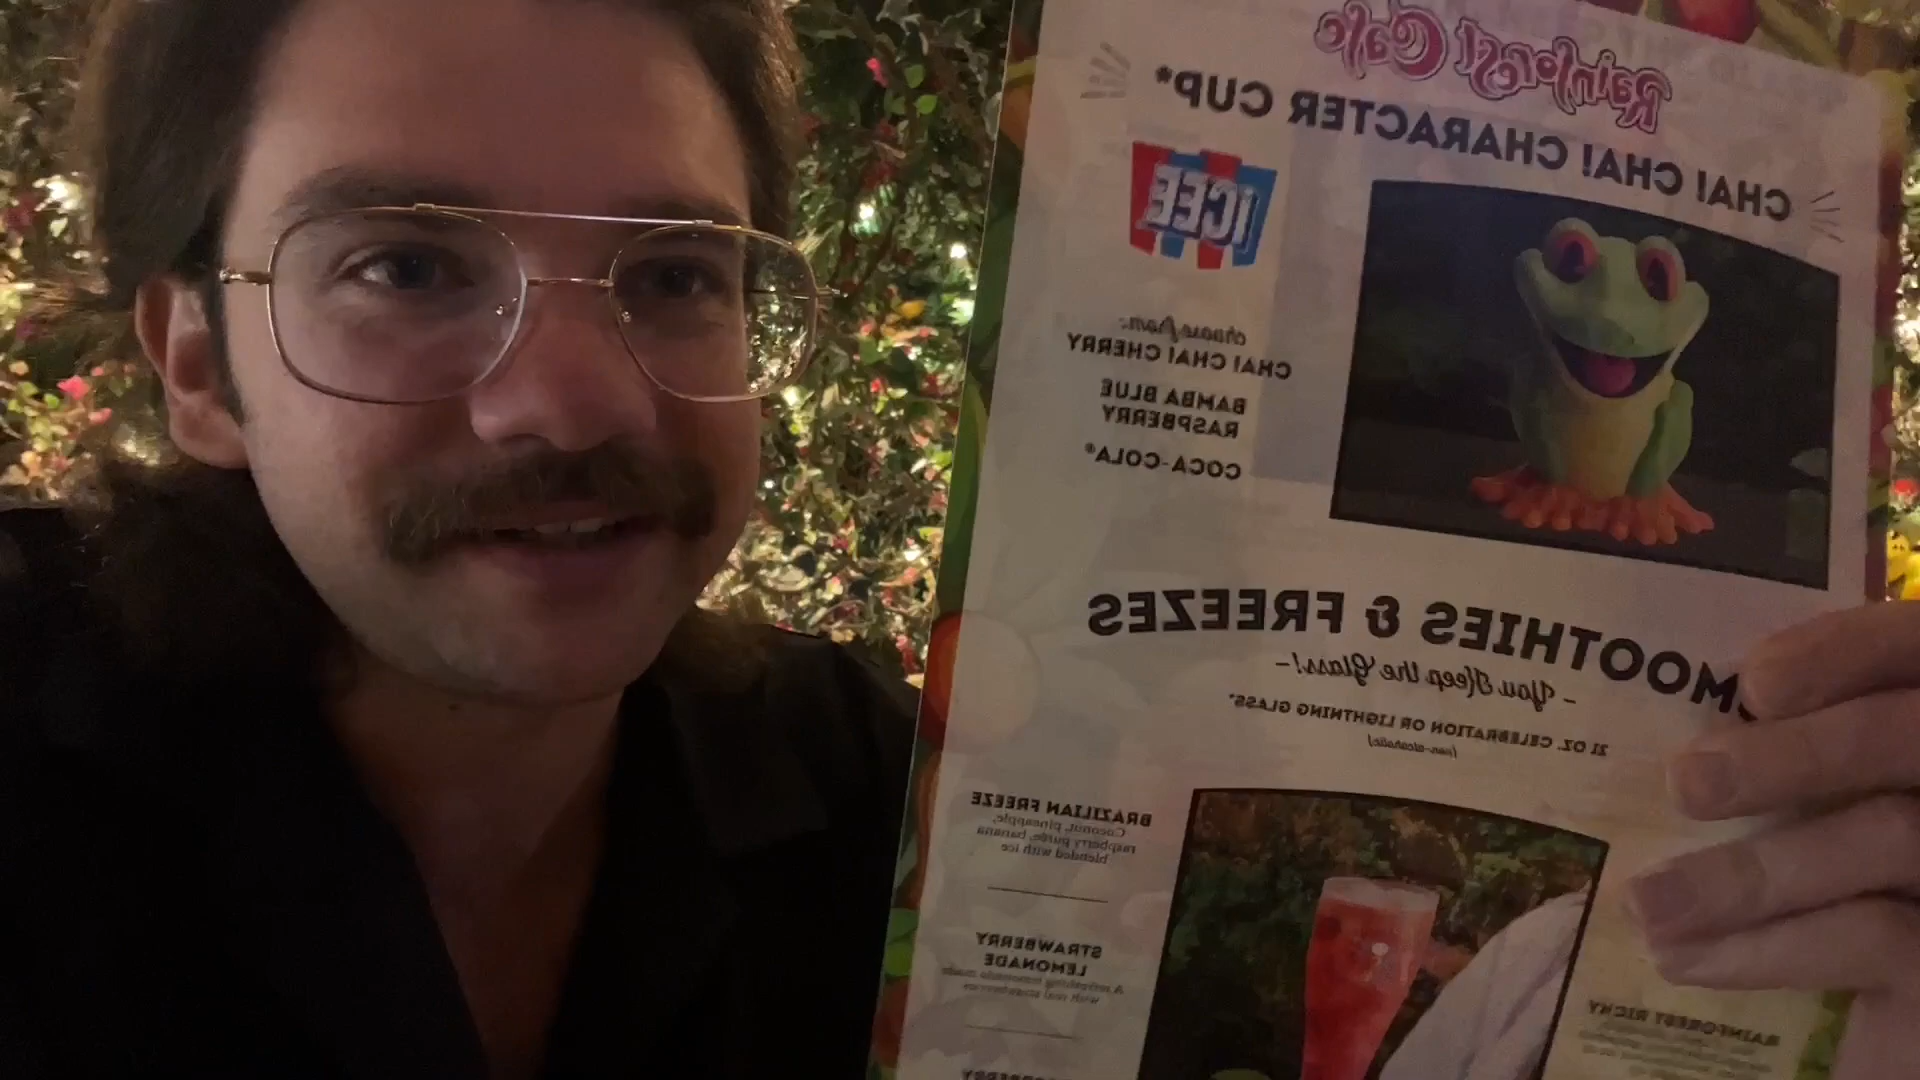 Rainforest Cafe
CHA! CHA! CHARACTER CUP*
ICEE
choose from:
CHA! CHA! CHERRY
BAMBA BLUE
RASPBERRY
COCA-COLA®
SMOOTHIES & FREEZES
– You Keep the Glass! –
21 OZ. CELEBRATION OR LIGHTNING GLASS*
(non-alcoholic)
BRAZILIAN FREEZE
Coconut, pineapple,
raspberry purée, banana
blended with ice
STRAWBERRY
LEMONADE
A refreshing lemonade made
with real strawberries
RAINFOREST RICKY